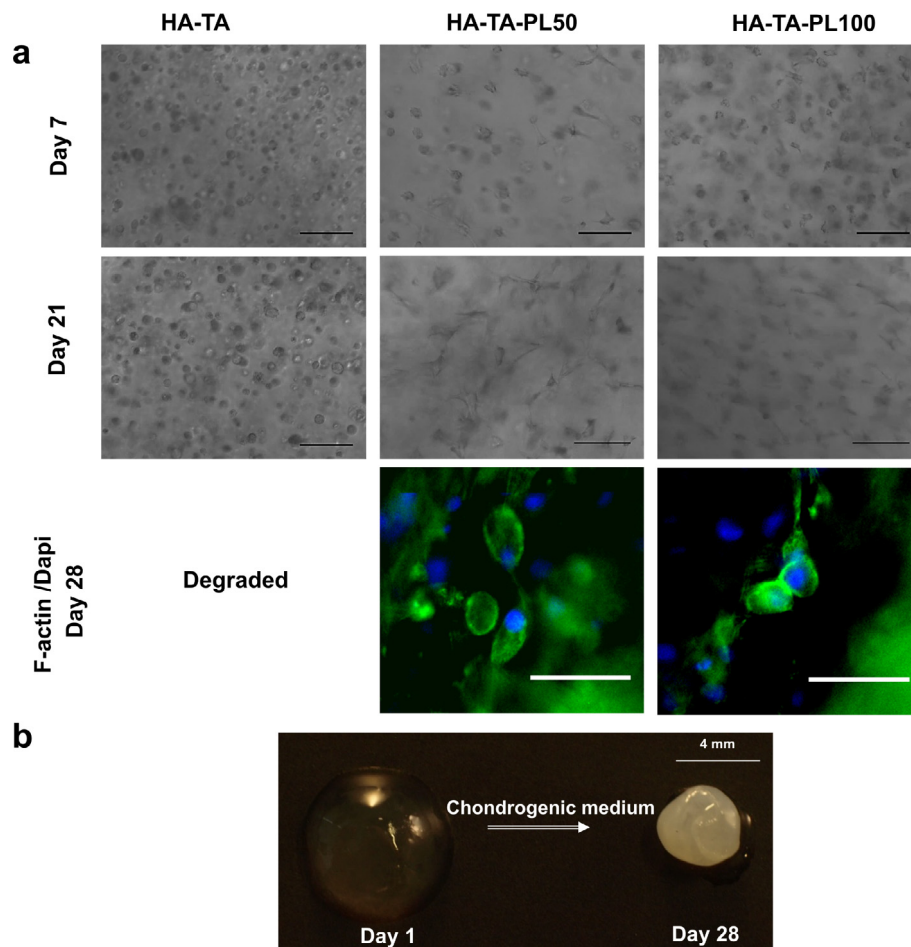 HA-TA
HA-TA-PL50
HA-TA-PL100
a
Day 7
Day 21
F-actin /Dapi
Day 28
Degraded
b
4 mm
Chondrogenic medium
Day 1
Day 28